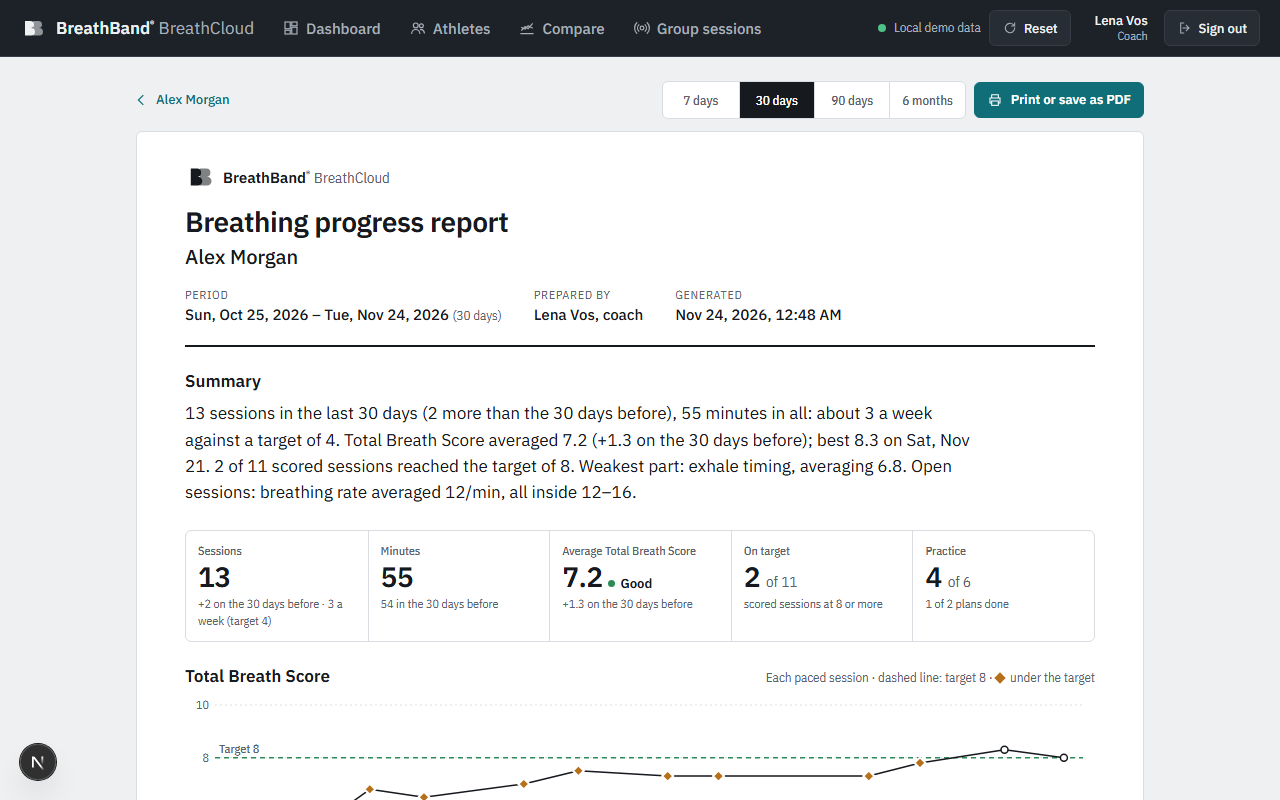 BreathBand® BreathCloud
Dashboard
Athletes
Compare
Group sessions
Local demo data
Reset
Lena Vos
Coach
Sign out
Alex Morgan
7 days
30 days
90 days
6 months
Print or save as PDF
BreathBand® BreathCloud
Breathing progress report
Alex Morgan
PERIOD
Sun, Oct 25, 2026 – Tue, Nov 24, 2026 (30 days)
PREPARED BY
Lena Vos, coach
GENERATED
Nov 24, 2026, 12:48 AM
Summary
13 sessions in the last 30 days (2 more than the 30 days before), 55 minutes in all: about 3 a week
against a target of 4. Total Breath Score averaged 7.2 (+1.3 on the 30 days before); best 8.3 on Sat, Nov
21. 2 of 11 scored sessions reached the target of 8. Weakest part: exhale timing, averaging 6.8. Open
sessions: breathing rate averaged 12/min, all inside 12–16.
Sessions
13
+2 on the 30 days before · 3 a
week (target 4)
Minutes
55
54 in the 30 days before
Average Total Breath Score
7.2 Good
+1.3 on the 30 days before
On target
2 of 11
scored sessions at 8 or more
Practice
4 of 6
1 of 2 plans done
Total Breath Score
Each paced session · dashed line: target 8 · under the target
10
Target 8
8
N